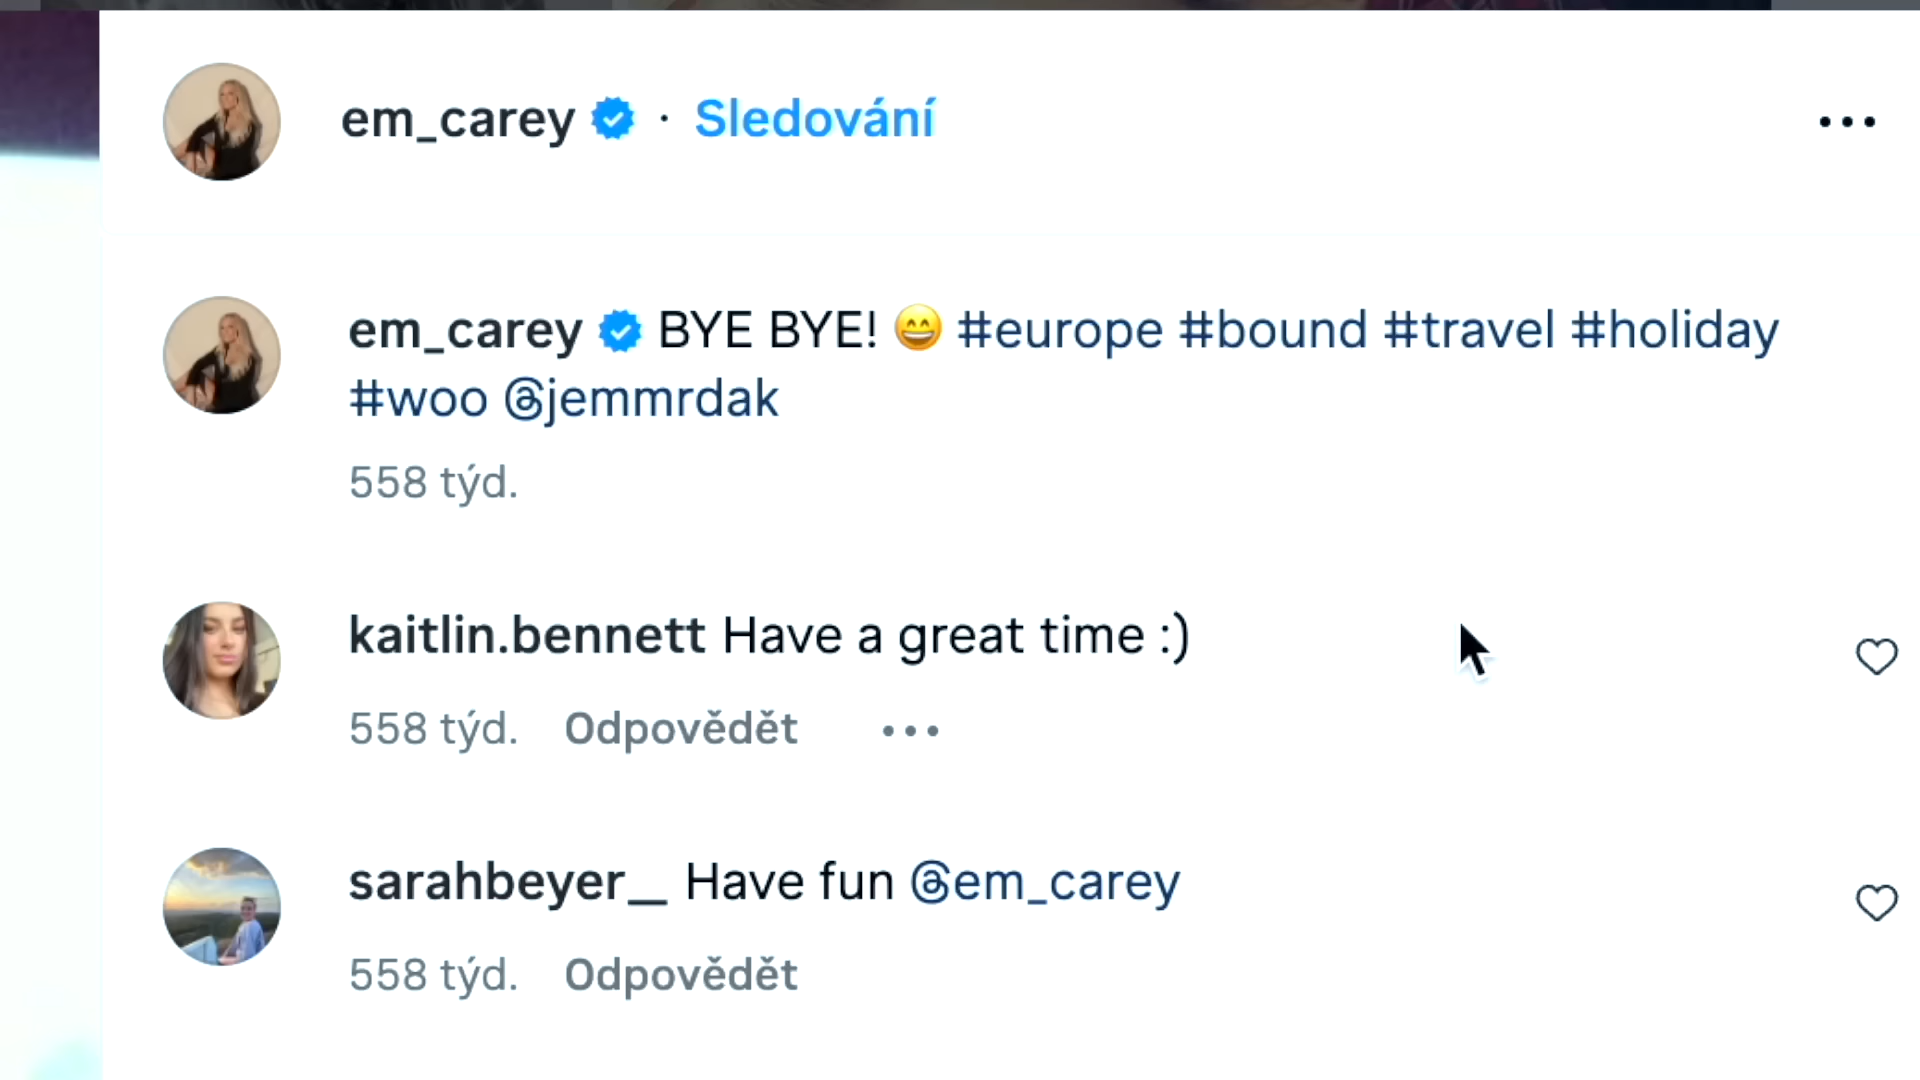 em_carey · Sledování
em_carey BYE BYE! 😄 #europe #bound #travel #holiday
#woo @jemmrdak
558 týd.
kaitlin.bennett Have a great time :)
558 týd. Odpovědět
sarahbeyer__ Have fun @em_carey
558 týd. Odpovědět